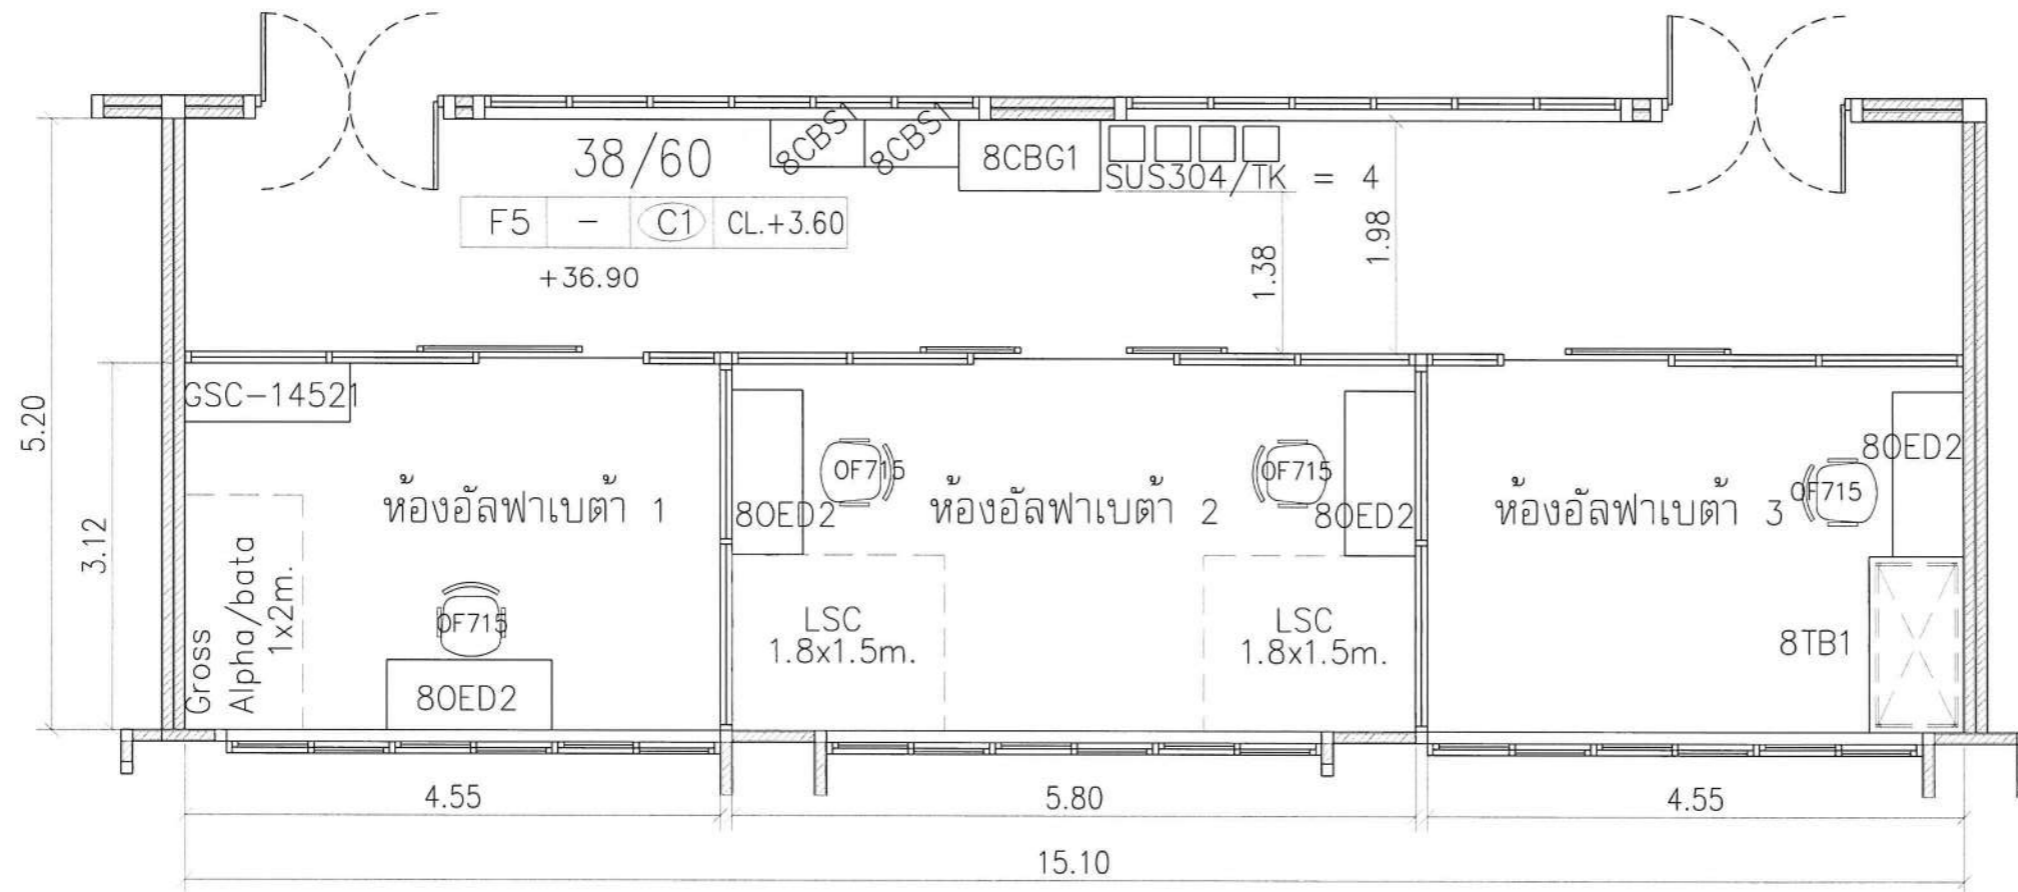 38/60
8CBS1
8CBS1
8CBG1
SUS304/TK = 4
F5 - C1 CL.+3.60
+36.90
1.38
1.98
5.20
3.12
GSC-14521
ห้องอัลฟาเบต้า 1
Gross
Alpha/bata
1x2m.
OF715
8OED2
OF715
8OED2
ห้องอัลฟาเบต้า 2
OF715
8OED2
LSC
1.8x1.5m.
LSC
1.8x1.5m.
ห้องอัลฟาเบต้า 3
8OED2
OF715
8TB1
4.55
5.80
4.55
15.10